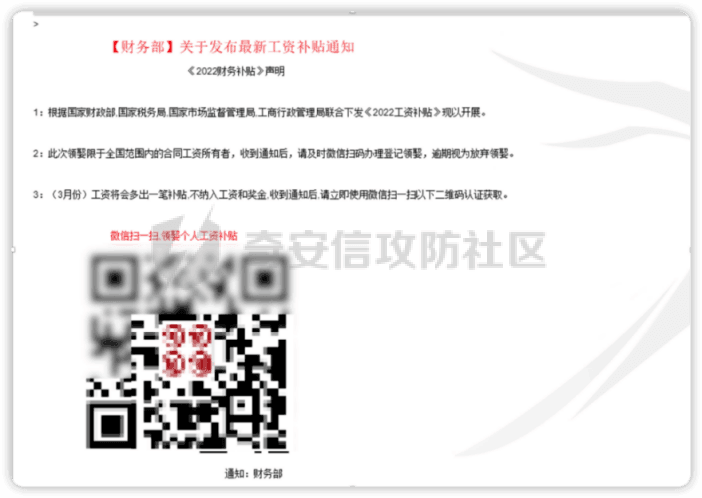 >
【财务部】关于发布最新工资补贴通知
《2022财务补贴》声明
1：根据国家财政部.国家税务局.国家市场监督管理局.工商行政管理局联合下发《2022工资补贴》现以开展。
2：此次领娶限于全国范围内的合同工资所有者，收到通知后，请及时微信扫码办理登记领娶，逾期视为放弃领娶。
3：（3月份）工资将会多出一笔补贴.不纳入工资和奖金.收到通知后.请立即使用微信扫一扫以下二维码认证获取。
微信扫一扫.领娶个人工资补贴
奇安信攻防社区
通知：财务部